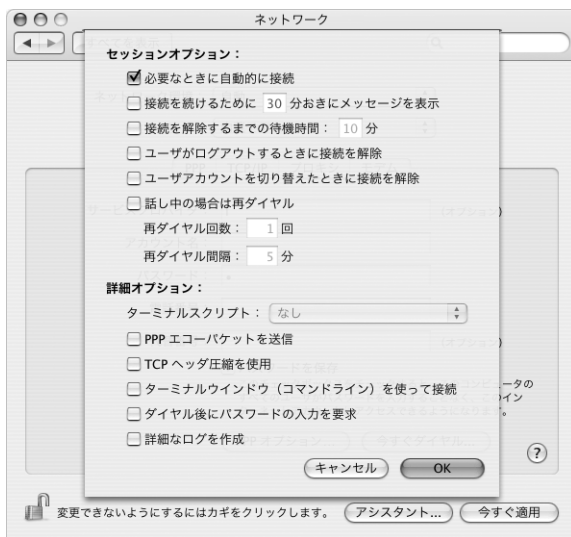 ネットワーク
セッションオプション：
必要なときに自動的に接続
接続を続けるために 30 分おきにメッセージを表示
接続を解除するまでの待機時間： 10 分
ユーザがログアウトするときに接続を解除
ユーザアカウントを切り替えたときに接続を解除
話し中の場合は再ダイヤル
再ダイヤル回数： 1 回
再ダイヤル間隔： 5 分
詳細オプション：
ターミナルスクリプト： なし
PPP エコーパケットを送信
TCP ヘッダ圧縮を使用
ターミナルウインドウ（コマンドライン）を使って接続
ダイヤル後にパスワードの入力を要求
詳細なログを作成
キャンセル OK
?
変更できないようにするにはカギをクリックします。 アシスタント... 今すぐ適用